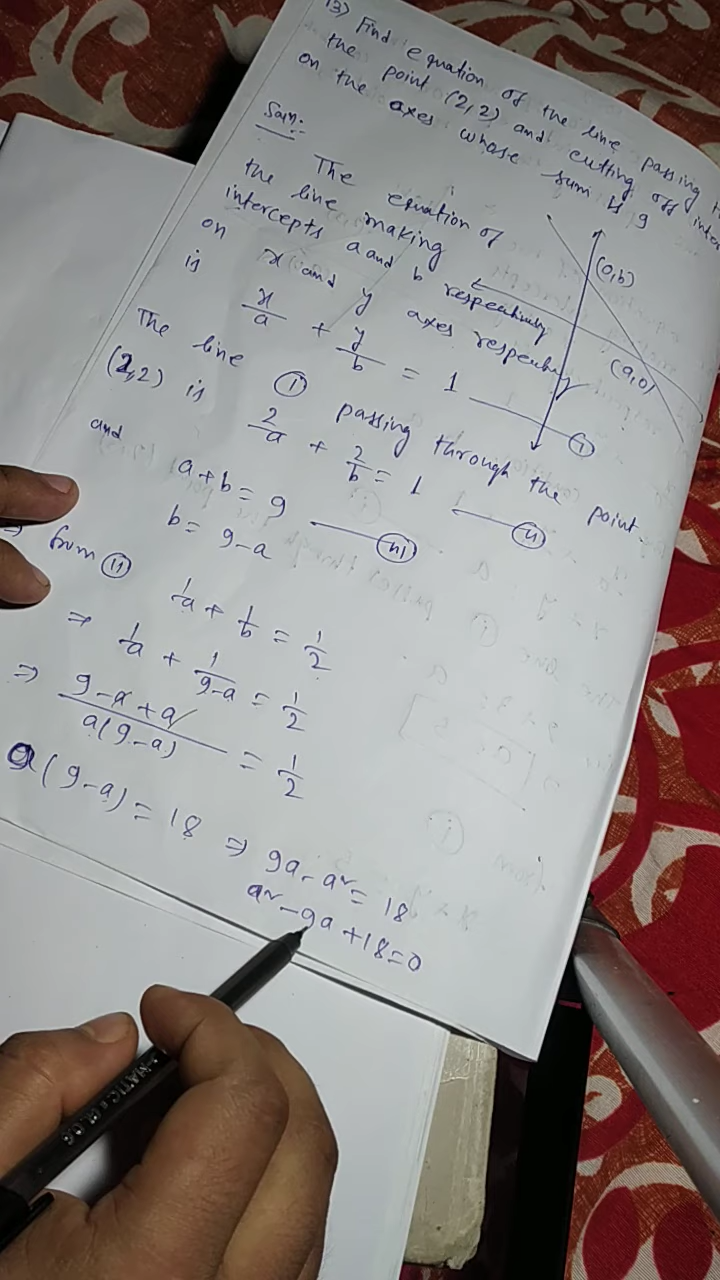 13) Find equation of the line passing
the point (2,2) and cutting off
on the axes whose sum is 9
Soln:-
The equation of
the line making
intercepts a and b respectively
on x and y axes respectively
is
x/a + y/b = 1 — (i)
(0,b)
(a,0)
The line (i) passing through the point
(2,2) is
2/a + 2/b = 1 — (ii)
and
a+b = 9
b = 9-a — (iii)
⇒ from (ii)
1/a + 1/b = 1/2
⇒ 1/a + 1/(9-a) = 1/2
⇒ (9-a+a)/(a(9-a)) = 1/2
a(9-a) = 18 ⇒ 9a-a² = 18
a²-9a+18=0